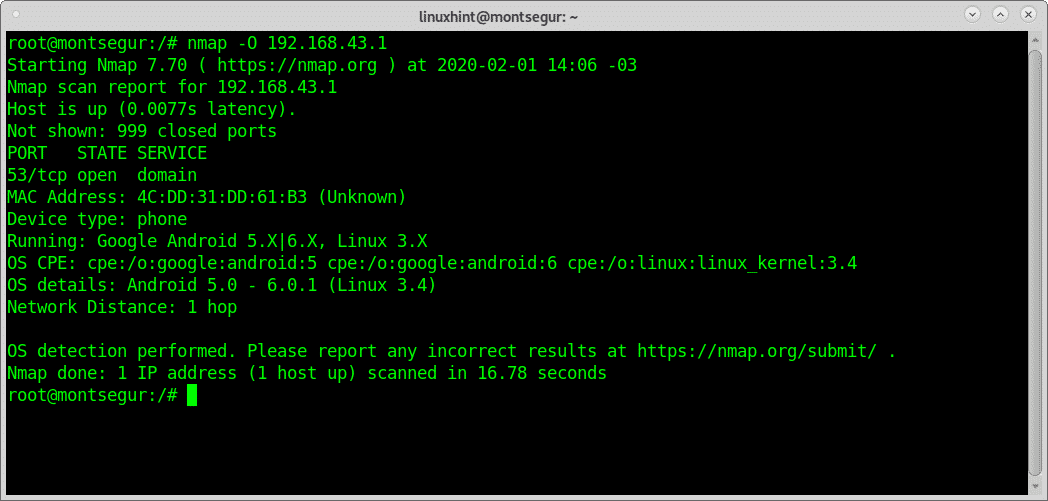 linuxhint@montsegur: ~
root@montsegur:/# nmap -O 192.168.43.1
Starting Nmap 7.70 ( https://nmap.org ) at 2020-02-01 14:06 -03
Nmap scan report for 192.168.43.1
Host is up (0.0077s latency).
Not shown: 999 closed ports
PORT   STATE SERVICE
53/tcp open  domain
MAC Address: 4C:DD:31:DD:61:B3 (Unknown)
Device type: phone
Running: Google Android 5.X|6.X, Linux 3.X
OS CPE: cpe:/o:google:android:5 cpe:/o:google:android:6 cpe:/o:linux:linux_kernel:3.4
OS details: Android 5.0 - 6.0.1 (Linux 3.4)
Network Distance: 1 hop
OS detection performed. Please report any incorrect results at https://nmap.org/submit/ .
Nmap done: 1 IP address (1 host up) scanned in 16.78 seconds
root@montsegur:/#